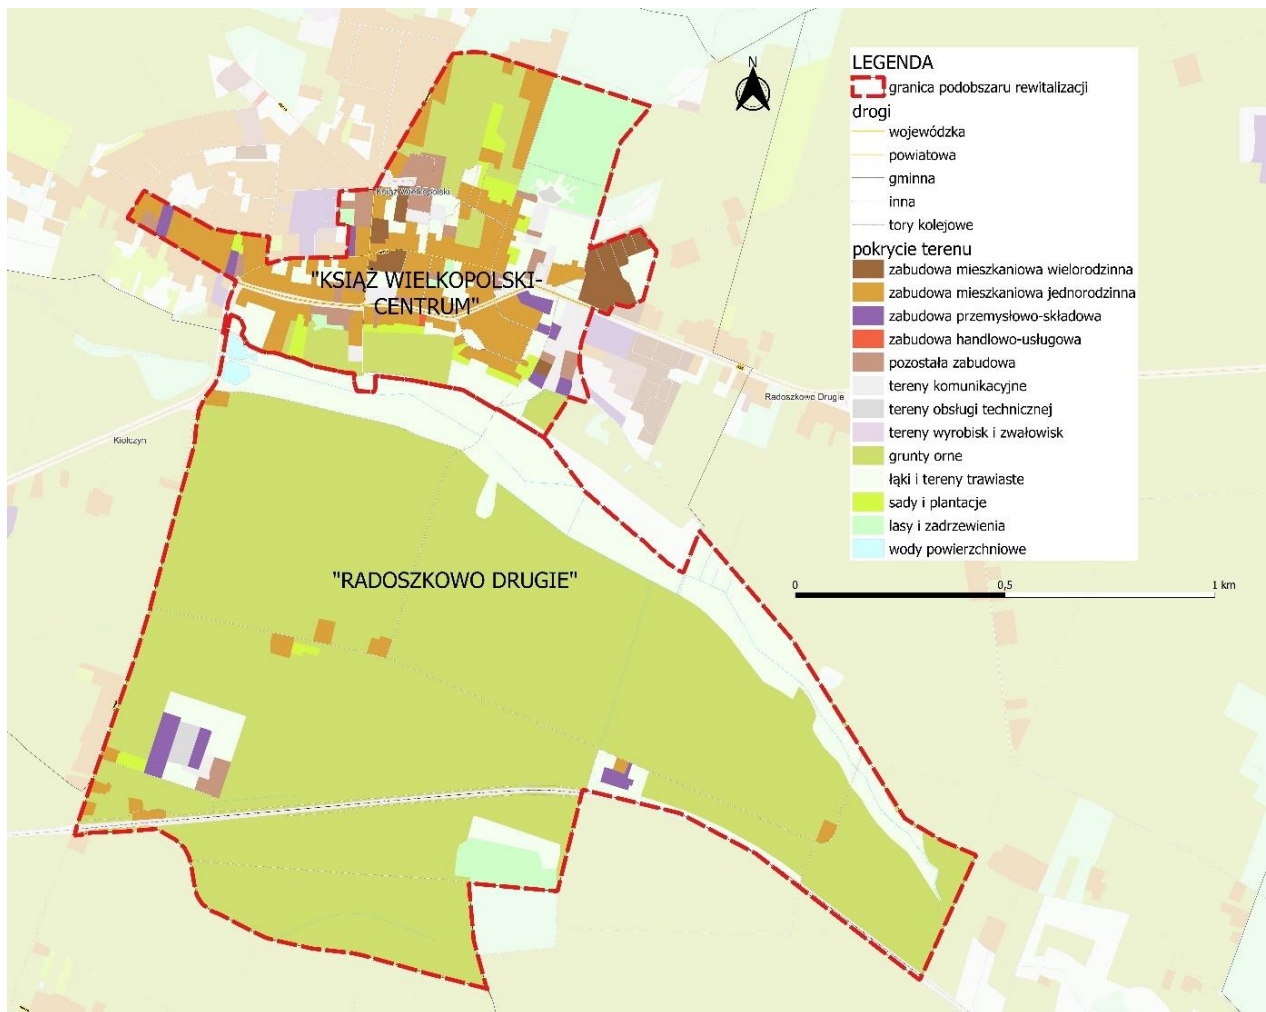 N
LEGENDA
granica podobszaru rewitalizacji
drogi
wojewódzka
powiatowa
gminna
inna
tory kolejowe
pokrycie terenu
zabudowa mieszkaniowa wielorodzinna
zabudowa mieszkaniowa jednorodzinna
zabudowa przemysłowo-składowa
zabudowa handlowo-usługowa
pozostała zabudowa
tereny komunikacyjne
tereny obsługi technicznej
tereny wyrobisk i zwałowisk
grunty orne
łąki i tereny trawiaste
sady i plantacje
lasy i zadrzewienia
wody powierzchniowe
Książ Wielkopolski
"KSIĄŻ WIELKOPOLSKI-
CENTRUM"
Radoszkowo Drugie
Kiołczyn
"RADOSZKOWO DRUGIE"
0 0,5 1 km